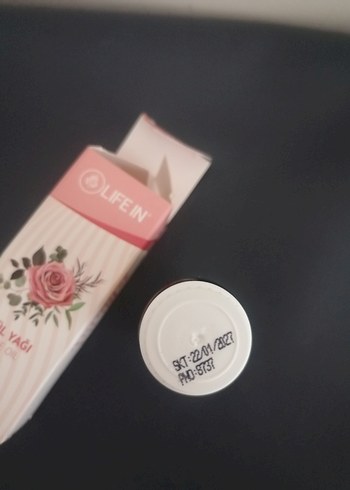 LIFE IN
YAĞI
SKT:22/01/2027
PNO:8737